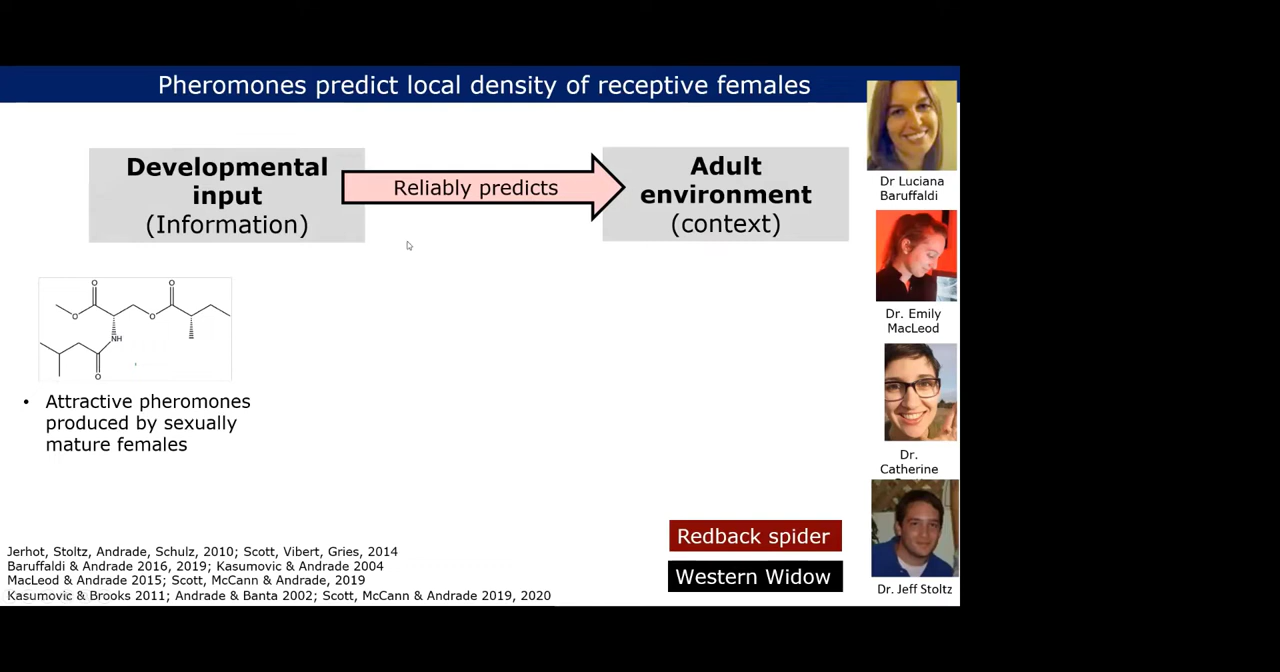 Pheromones predict local density of receptive females
Developmental
input
(Information)
Reliably predicts
Adult
environment
(context)
O
O
O
O
NH
O
• Attractive pheromones
produced by sexually
mature females
Dr Luciana
Baruffaldi
Dr. Emily
MacLeod
Dr.
Catherine
Dr. Jeff Stoltz
Redback spider
Western Widow
Jerhot, Stoltz, Andrade, Schulz, 2010; Scott, Vibert, Gries, 2014
Baruffaldi & Andrade 2016, 2019; Kasumovic & Andrade 2004
MacLeod & Andrade 2015; Scott, McCann & Andrade, 2019
Kasumovic & Brooks 2011; Andrade & Banta 2002; Scott, McCann & Andrade 2019, 2020